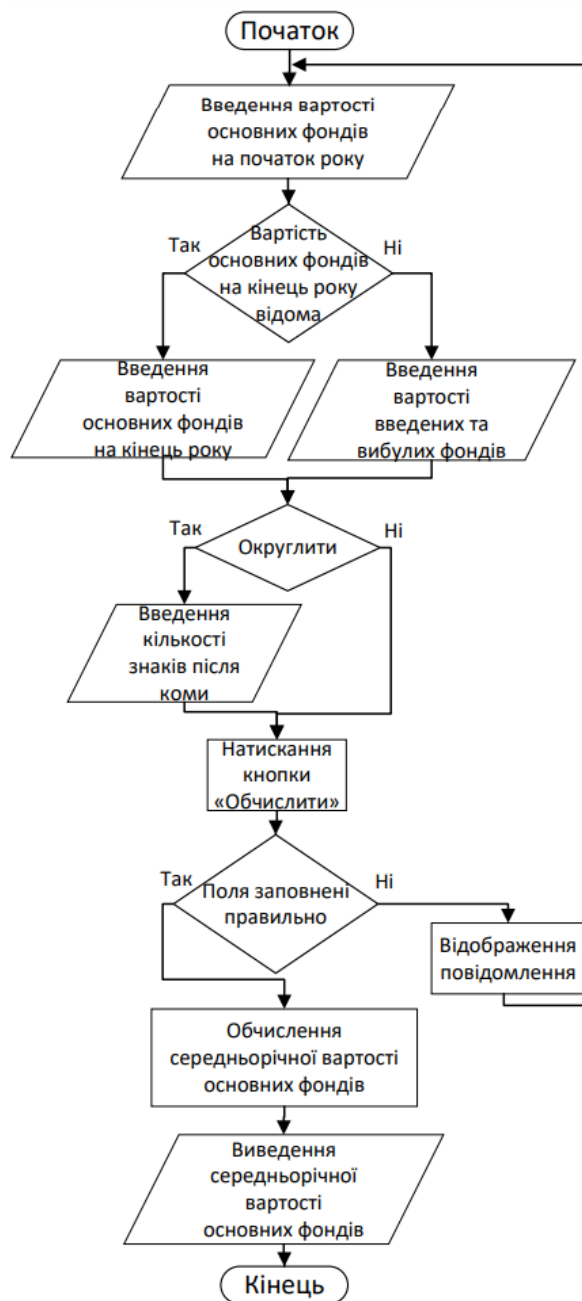 Початок
Введення вартості
основних фондів
на початок року
Так
Вартість
основних фондів
на кінець року
відома
Ні
Введення
вартості
основних фондів
на кінець року
Введення
вартості
введених та
вибулих фондів
Так
Округлити
Ні
Введення
кількості
знаків після
коми
Натискання
кнопки
«Обчислити»
Так
Поля заповнені
правильно
Ні
Відображення
повідомлення
Обчислення
середньорічної вартості
основних фондів
Виведення
середньорічної
вартості
основних фондів
Кінець